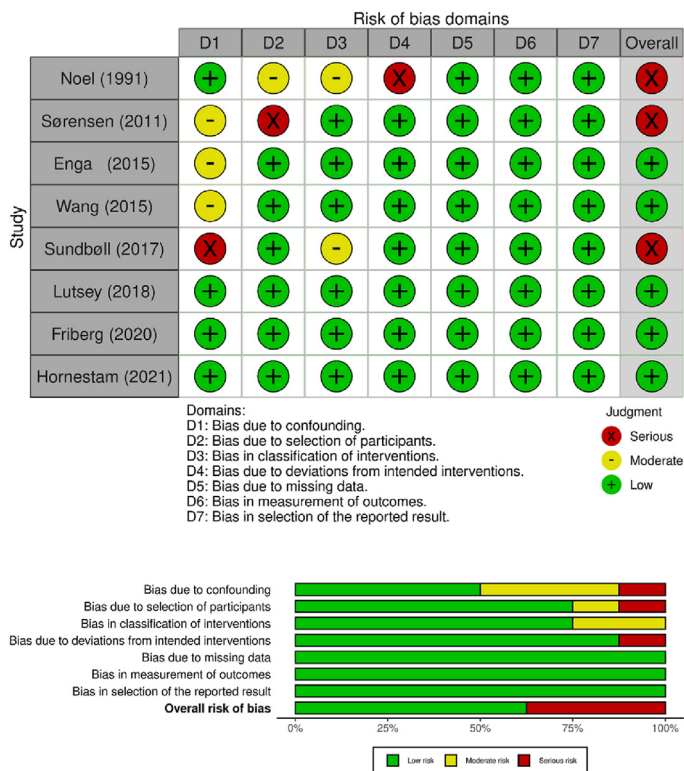 Risk of bias domains
D1 D2 D3 D4 D5 D6 D7 Overall
Study
Noel (1991) + - - X + + + X
Sørensen (2011) - X + + + + + X
Enga (2015) - + + + + + + +
Wang (2015) - + + + + + + +
Sundbøll (2017) X + - + + + + X
Lutsey (2018) + + + + + + + +
Friberg (2020) + + + + + + + +
Hornestam (2021) + + + + + + + +
Domains:
D1: Bias due to confounding.
D2: Bias due to selection of participants.
D3: Bias in classification of interventions.
D4: Bias due to deviations from intended interventions.
D5: Bias due to missing data.
D6: Bias in measurement of outcomes.
D7: Bias in selection of the reported result.
Judgment
X Serious
- Moderate
+ Low
Bias due to confounding
Bias due to selection of participants
Bias in classification of interventions
Bias due to deviations from intended interventions
Bias due to missing data
Bias in measurement of outcomes
Bias in selection of the reported result
Overall risk of bias
0% 25% 50% 75% 100%
Low risk Moderate risk Serious risk